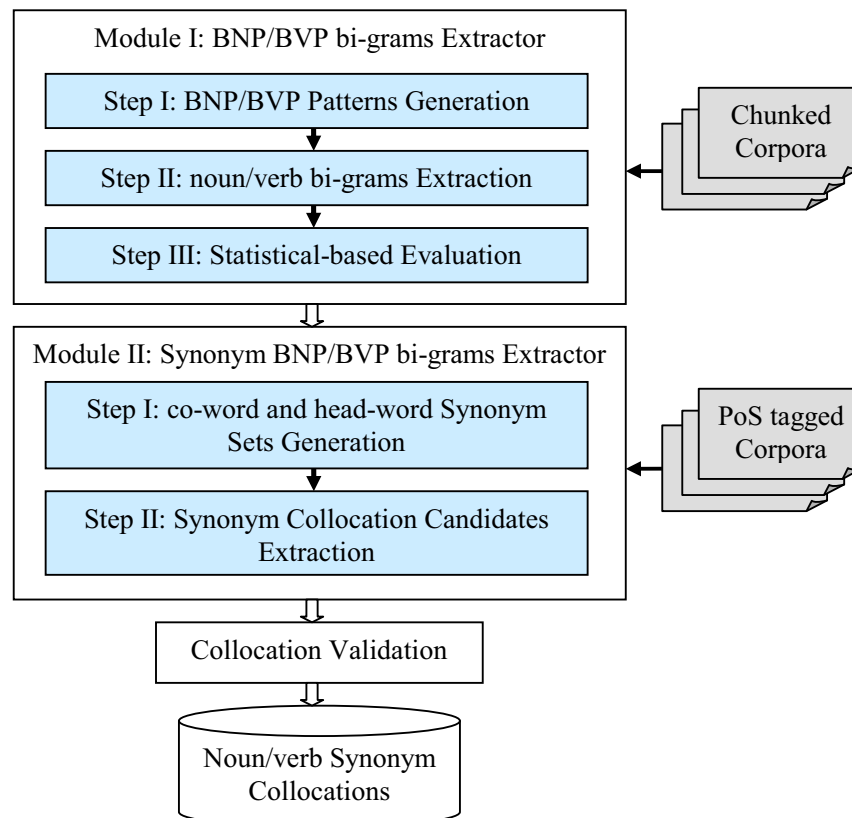 Module I: BNP/BVP bi-grams Extractor
Step I: BNP/BVP Patterns Generation
Step II: noun/verb bi-grams Extraction
Step III: Statistical-based Evaluation
Chunked
Corpora
Module II: Synonym BNP/BVP bi-grams Extractor
Step I: co-word and head-word Synonym
Sets Generation
Step II: Synonym Collocation Candidates
Extraction
PoS tagged
Corpora
Collocation Validation
Noun/verb Synonym
Collocations